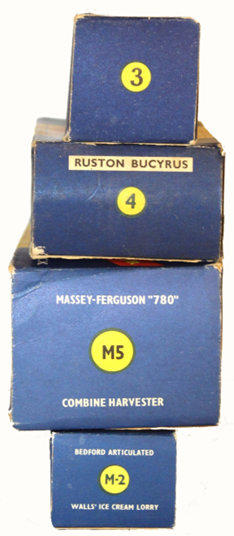 3
RUSTON BUCYRUS
4
MASSEY-FERGUSON "780"
M5
COMBINE HARVESTER
BEDFORD ARTICULATED
M-2
WALLS' ICE CREAM LORRY